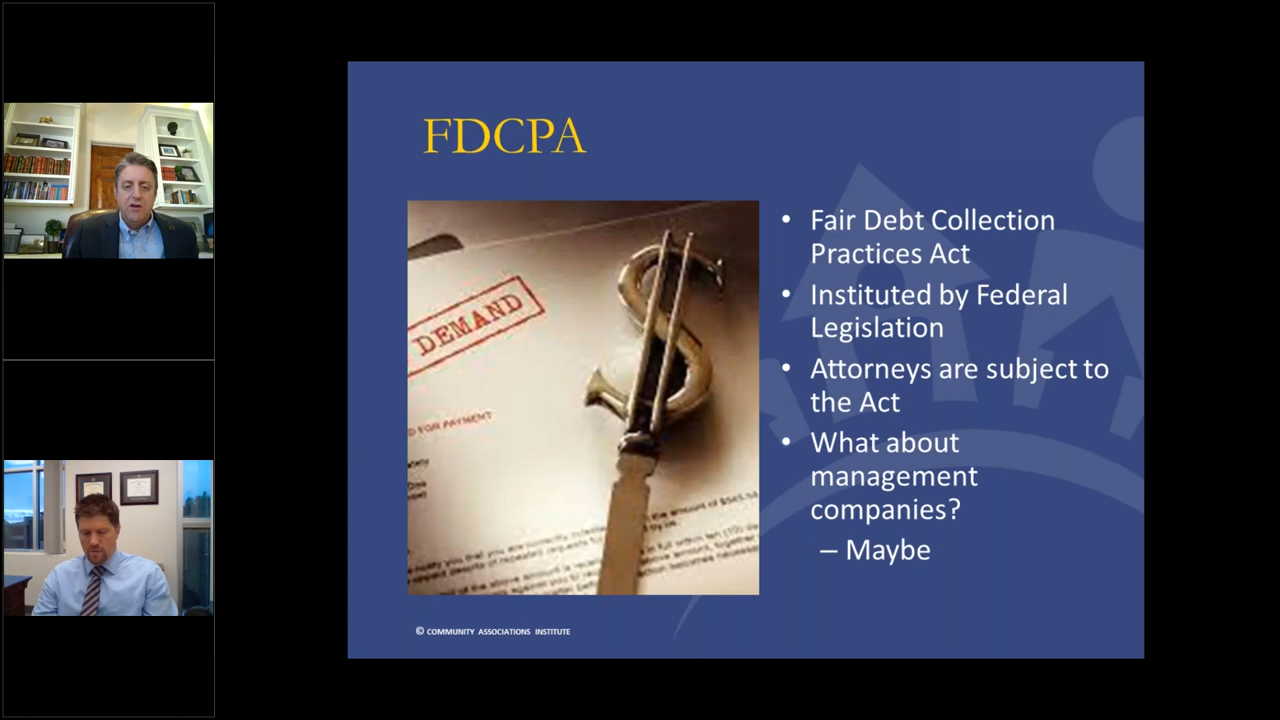 FDCPA
DEMAND
D FOR PAYMENT
• Fair Debt Collection
Practices Act
• Instituted by Federal
Legislation
• Attorneys are subject to
the Act
• What about
management
companies?
– Maybe
© COMMUNITY ASSOCIATIONS INSTITUTE